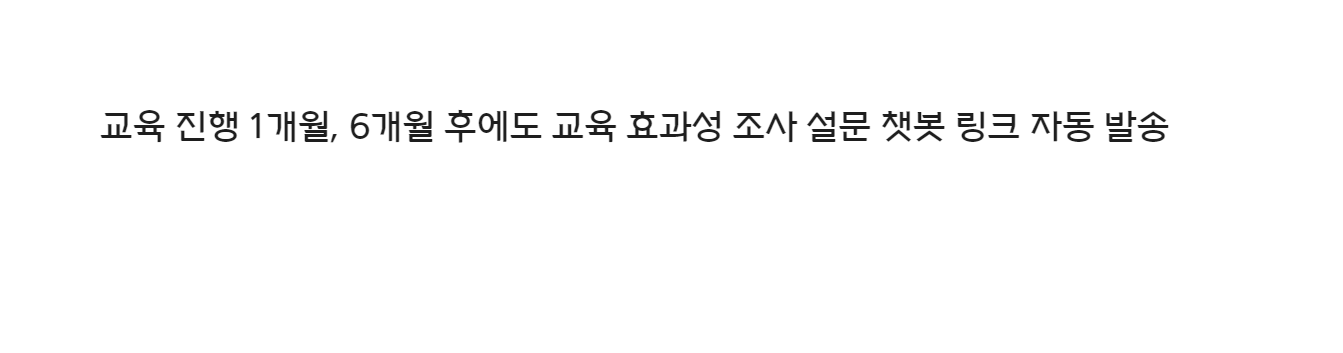 교육 진행 1개월, 6개월 후에도 교육 효과성 조사 설문 챗봇 링크 자동 발송